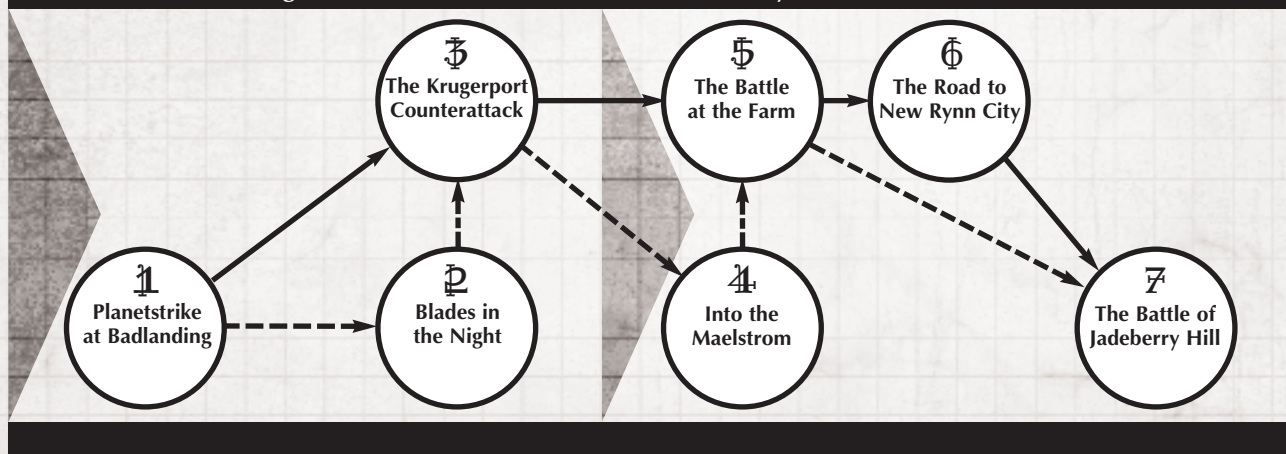 3
The Krugerport
Counterattack
5
The Battle
at the Farm
6
The Road to
New Rynn City
1
Planetstrike
at Badlanding
2
Blades in
the Night
4
Into the
Maelstrom
7
The Battle of
Jadeberry Hill